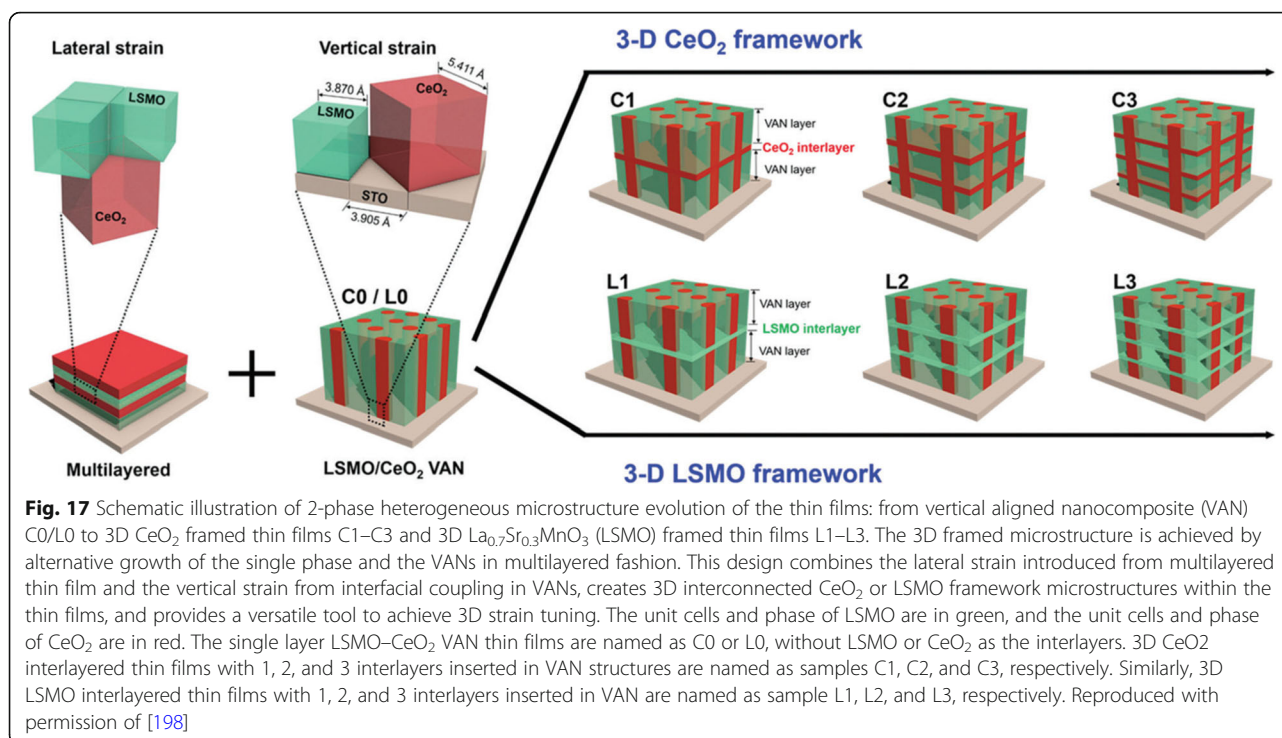 Lateral strain
LSMO
CeO₂
Multilayered
Vertical strain
5.411 Å
3.870 Å
CeO₂
LSMO
STO
3.905 Å
C0 / L0
LSMO/CeO₂ VAN
3-D CeO₂ framework
C1
VAN layer
CeO₂ interlayer
VAN layer
C2
C3
L1
VAN layer
LSMO interlayer
VAN layer
L2
L3
3-D LSMO framework
Fig. 17 Schematic illustration of 2-phase heterogeneous microstructure evolution of the thin films: from vertical aligned nanocomposite (VAN)
C0/L0 to 3D CeO₂ framed thin films C1–C3 and 3D La₀.₇Sr₀.₃MnO₃ (LSMO) framed thin films L1–L3. The 3D framed microstructure is achieved by
alternative growth of the single phase and the VANs in multilayered fashion. This design combines the lateral strain introduced from multilayered
thin film and the vertical strain from interfacial coupling in VANs, creates 3D interconnected CeO₂ or LSMO framework microstructures within the
thin films, and provides a versatile tool to achieve 3D strain tuning. The unit cells and phase of LSMO are in green, and the unit cells and phase
of CeO₂ are in red. The single layer LSMO–CeO₂ VAN thin films are named as C0 or L0, without LSMO or CeO₂ as the interlayers. 3D CeO2
interlayered thin films with 1, 2, and 3 interlayers inserted in VAN structures are named as samples C1, C2, and C3, respectively. Similarly, 3D
LSMO interlayered thin films with 1, 2, and 3 interlayers inserted in VAN are named as sample L1, L2, and L3, respectively. Reproduced with
permission of [198]